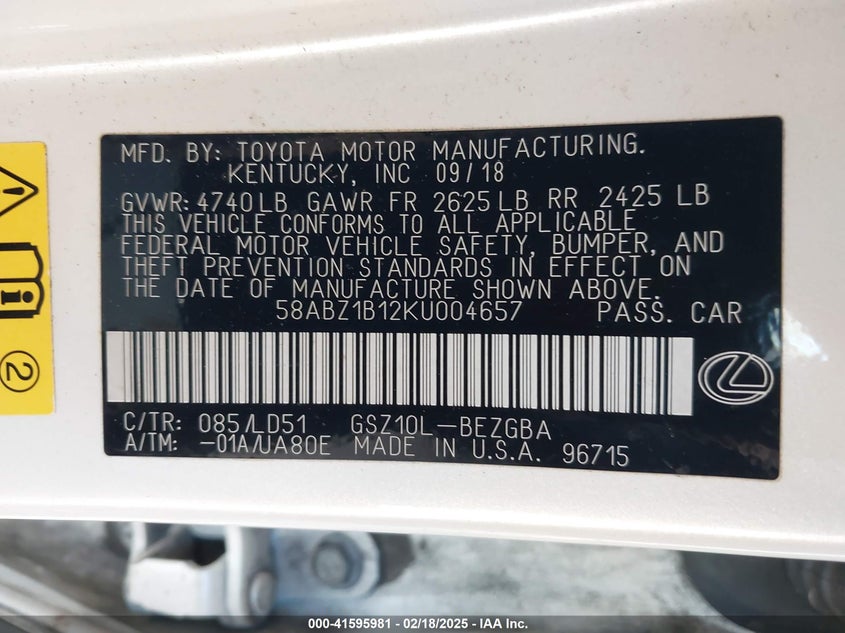 MFD. BY: TOYOTA MOTOR MANUFACTURING.
KENTUCKY, INC 09/18
GVWR: 4740LB GAWR FR 2625LB RR 2425LB
THIS VEHICLE CONFORMS TO ALL APPLICABLE
FEDERAL MOTOR VEHICLE SAFETY, BUMPER, AND
THEFT PREVENTION STANDARDS IN EFFECT ON
THE DATE OF MANUFACTURE SHOWN ABOVE.
58ABZ1B12KU004657 PASS. CAR
C/TR: 085/LD51 GSZ10L-BEZGBA
A/TM: -01A/UA80E MADE IN U.S.A. 96715
2
000-41595981 - 02/18/2025 - IAA Inc.